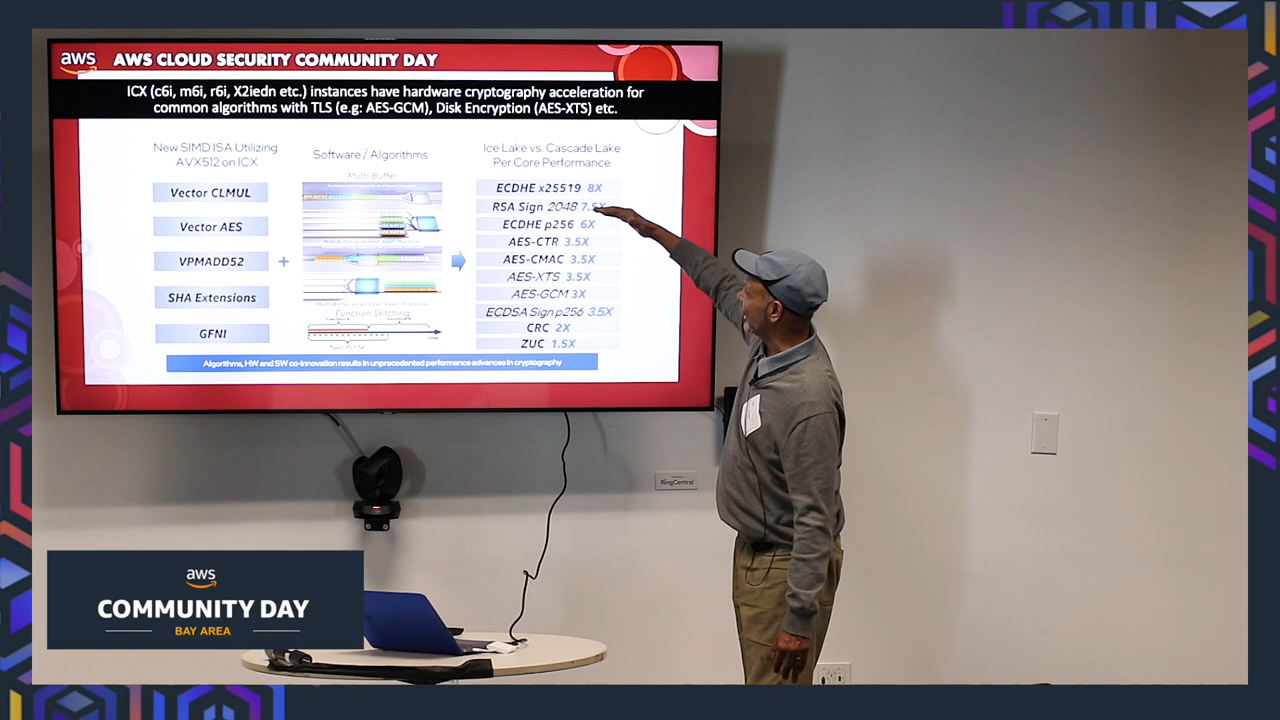 aws
AWS CLOUD SECURITY COMMUNITY DAY
ICX (c6i, m6i, r6i, X2iedn etc.) instances have hardware cryptography acceleration for
common algorithms with TLS (e.g: AES-GCM), Disk Encryption (AES-XTS) etc.
New SIMD ISA Utilizing
AVX512 on ICX
Vector CLMUL
Vector AES
VPMADD52
SHA Extensions
GFNI
+
Software / Algorithms
Multi-Buffer
Function Stitching
Ice Lake vs. Cascade Lake
Per Core Performance
ECDHE x25519 8X
RSA Sign 2048 7.5X
ECDHE p256 6X
AES-CTR 3.5X
AES-CMAC 3.5X
AES-XTS 3.5X
AES-GCM 3X
ECDSA Sign p256 3.5X
CRC 2X
ZUC 1.5X
Algorithms, HW and SW co-innovation results in unprecedented performance advances in cryptography
RingCentral
aws
COMMUNITY DAY
BAY AREA